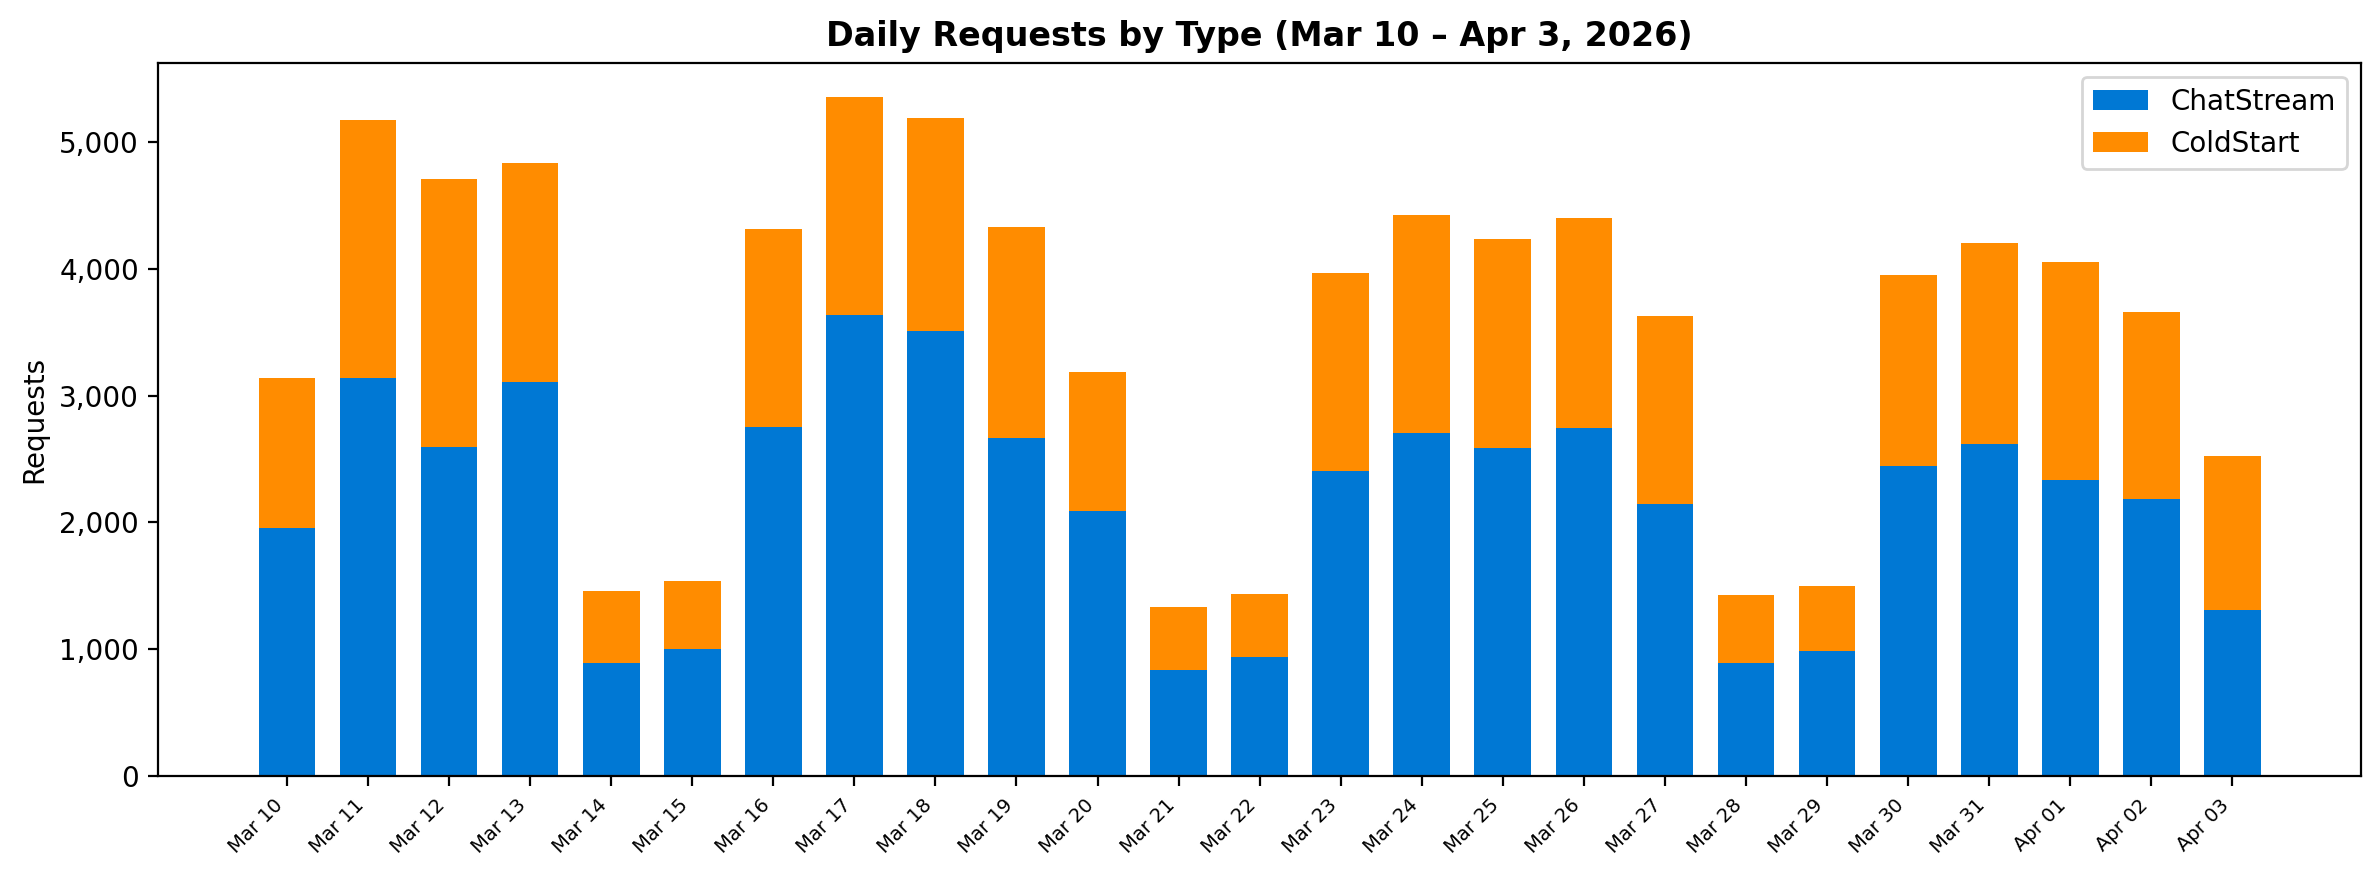 Daily Requests by Type (Mar 10 – Apr 3, 2026)
ChatStream
ColdStart
Requests
5,000
4,000
3,000
2,000
1,000
0
Mar 10
Mar 11
Mar 12
Mar 13
Mar 14
Mar 15
Mar 16
Mar 17
Mar 18
Mar 19
Mar 20
Mar 21
Mar 22
Mar 23
Mar 24
Mar 25
Mar 26
Mar 27
Mar 28
Mar 29
Mar 30
Mar 31
Apr 01
Apr 02
Apr 03